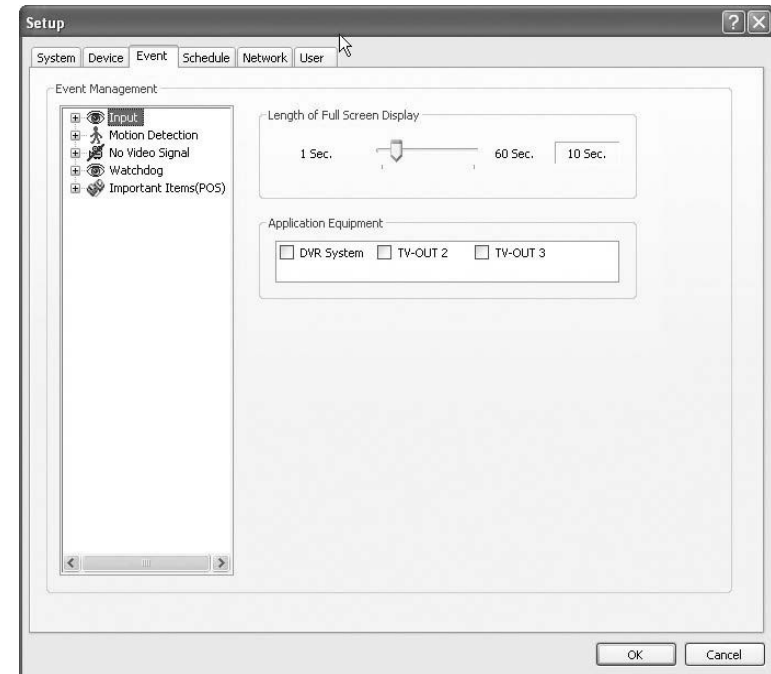 Setup
System Device Event Schedule Network User
Event Management
Input
Motion Detection
No Video Signal
Watchdog
Important Items(POS)
Length of Full Screen Display
1 Sec. 60 Sec. 10 Sec.
Application Equipment
DVR System TV-OUT 2 TV-OUT 3
OK Cancel